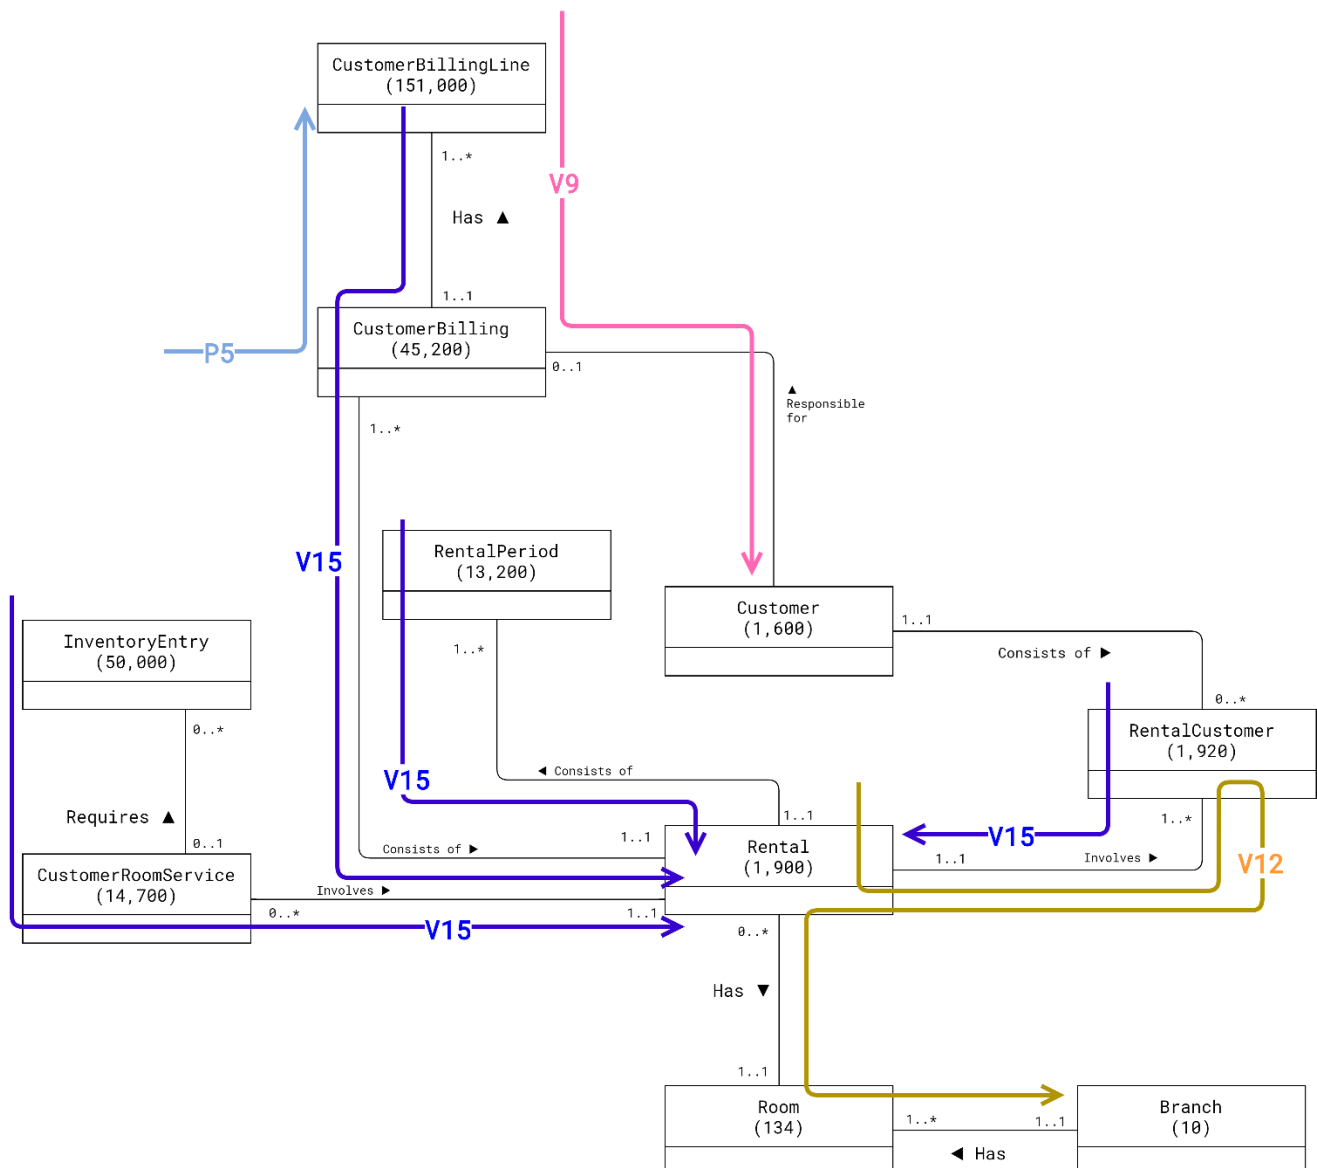 CustomerBillingLine
(151,000)
1..*
V9
Has ▲
1..1
CustomerBilling
(45,200)
P5
0..1
▲
Responsible
for
1..*
V15
RentalPeriod
(13,200)
Customer
(1,600)
1..1
InventoryEntry
(50,000)
1..*
Consists of ►
0..*
0..*
RentalCustomer
(1,920)
◄ Consists of
V15
Requires ▲
1..1
1..*
0..1
1..1
V15
Consists of ►
Rental
(1,900)
1..1
Involves ►
V12
CustomerRoomService
(14,700)
Involves ►
0..*
1..1
V15
0..*
Has ▼
1..1
Room
(134)
1..*
1..1
Branch
(10)
◄ Has